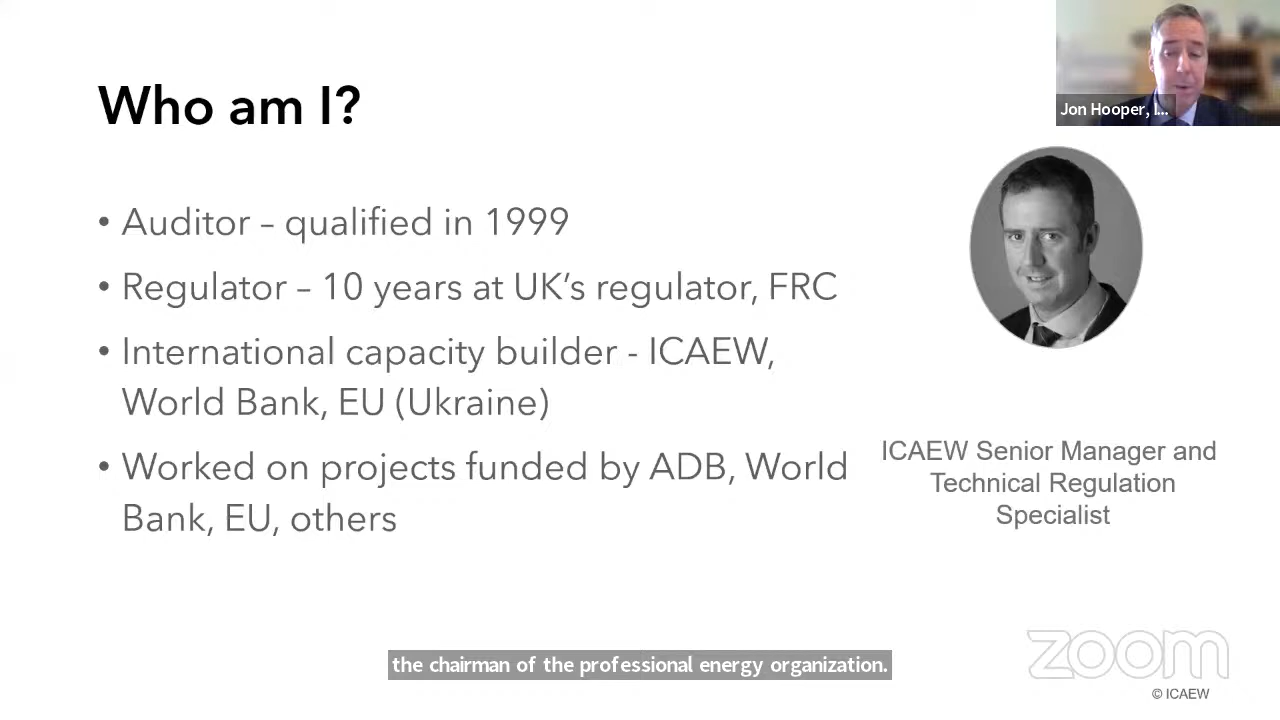 Who am I?
Jon Hooper, I...
• Auditor – qualified in 1999
• Regulator – 10 years at UK's regulator, FRC
• International capacity builder - ICAEW,
World Bank, EU (Ukraine)
• Worked on projects funded by ADB, World
Bank, EU, others
ICAEW Senior Manager and
Technical Regulation
Specialist
the chairman of the professional energy organization.
zoom
© ICAEW